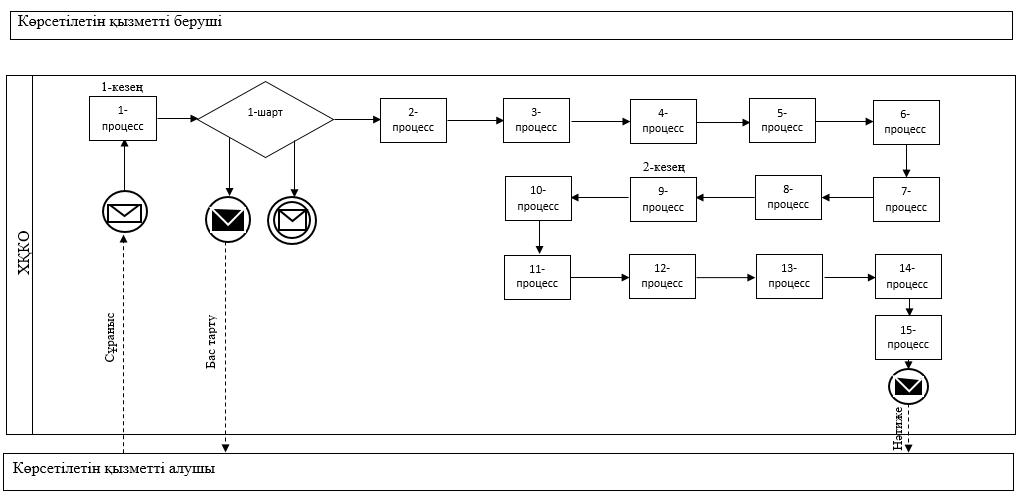 Көрсетілетін қызметті беруші
1-кезең
1-
процесс
1-шарт
2-
процесс
3-
процесс
4-
процесс
5-
процесс
6-
процесс
2-кезең
10-
процесс
9-
процесс
8-
процесс
7-
процесс
ХҚКО
11-
процесс
12-
процесс
13-
процесс
14-
процесс
15-
процесс
Сұраныс
Бас тарту
Нәтиже
Көрсетілетін қызметті алушы